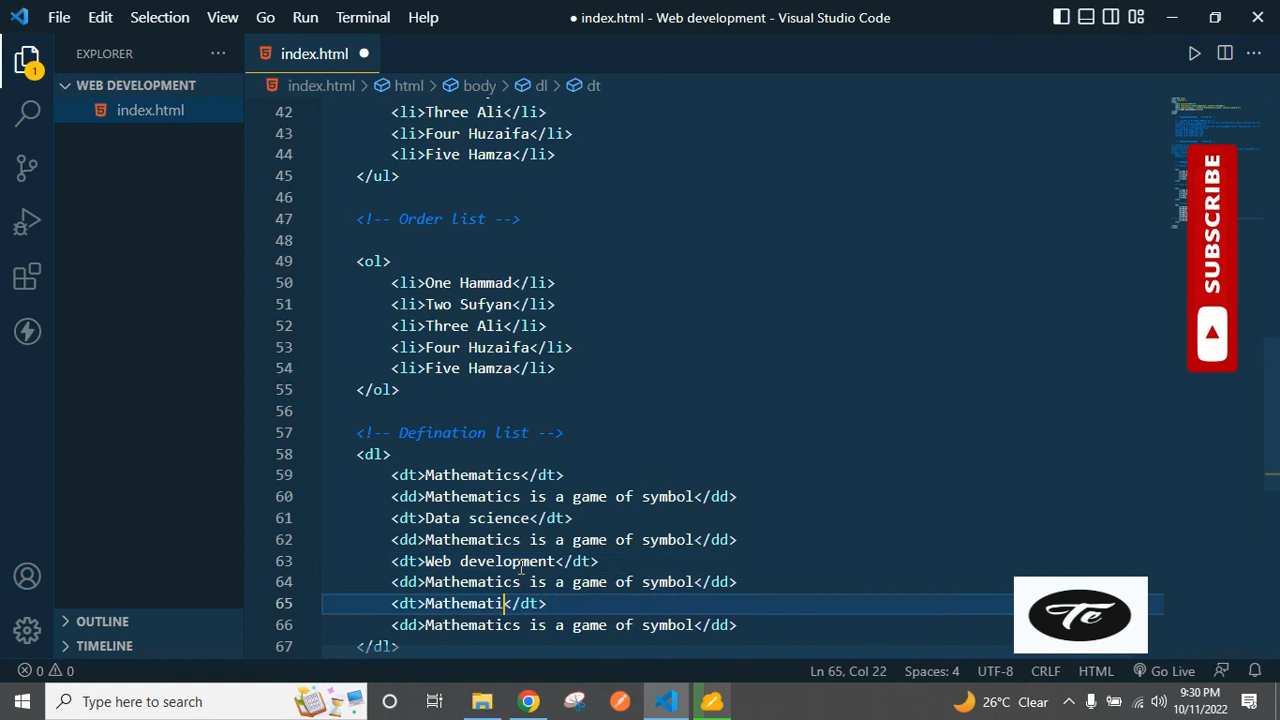 File Edit Selection View Go Run Terminal Help
● index.html - Web development - Visual Studio Code
EXPLORER ···
index.html ●
WEB DEVELOPMENT
index.html
index.html > html > body > dl > dt
1
42 <li>Three Ali</li>
43 <li>Four Huzaifa</li>
44 <li>Five Hamza</li>
45 </ul>
46
47 <!-- Order list -->
48
49 <ol>
50 <li>One Hammad</li>
51 <li>Two Sufyan</li>
52 <li>Three Ali</li>
53 <li>Four Huzaifa</li>
54 <li>Five Hamza</li>
55 </ol>
56
57 <!-- Defination list -->
58 <dl>
59 <dt>Mathematics</dt>
60 <dd>Mathematics is a game of symbol</dd>
61 <dt>Data science</dt>
62 <dd>Mathematics is a game of symbol</dd>
63 <dt>Web development</dt>
64 <dd>Mathematics is a game of symbol</dd>
65 <dt>Mathemati</dt>
66 <dd>Mathematics is a game of symbol</dd>
67 </dl>
SUBSCRIBE
Te
OUTLINE
TIMELINE
0 0
Ln 65, Col 22 Spaces: 4 UTF-8 CRLF HTML Go Live
Type here to search
26°C Clear
9:30 PM
10/11/2022